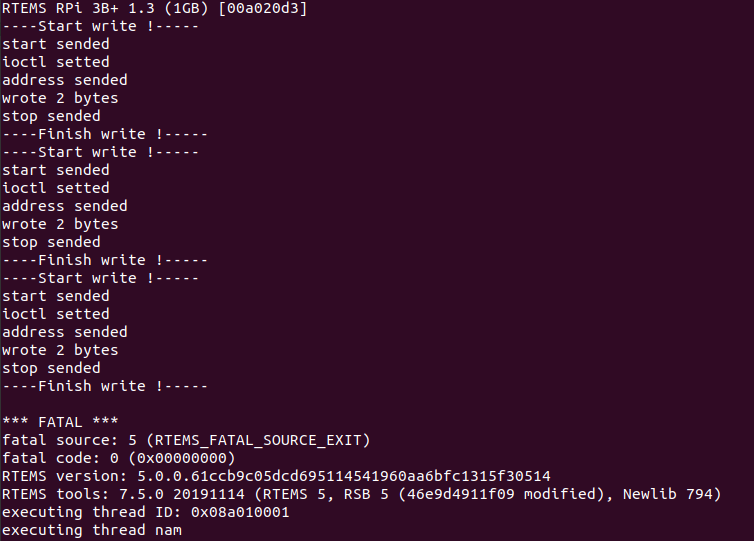 RTEMS RPi 3B+ 1.3 (1GB) [00a020d3]
----Start write !-----
start sended
ioctl setted
address sended
wrote 2 bytes
stop sended
----Finish write !-----
----Start write !-----
start sended
ioctl setted
address sended
wrote 2 bytes
stop sended
----Finish write !-----
----Start write !-----
start sended
ioctl setted
address sended
wrote 2 bytes
stop sended
----Finish write !-----
*** FATAL ***
fatal source: 5 (RTEMS_FATAL_SOURCE_EXIT)
fatal code: 0 (0x00000000)
RTEMS version: 5.0.0.61ccb9c05dcd695114541960aa6bfc1315f30514
RTEMS tools: 7.5.0 20191114 (RTEMS 5, RSB 5 (46e9d4911f09 modified), Newlib 794)
executing thread ID: 0x08a010001
executing thread nam